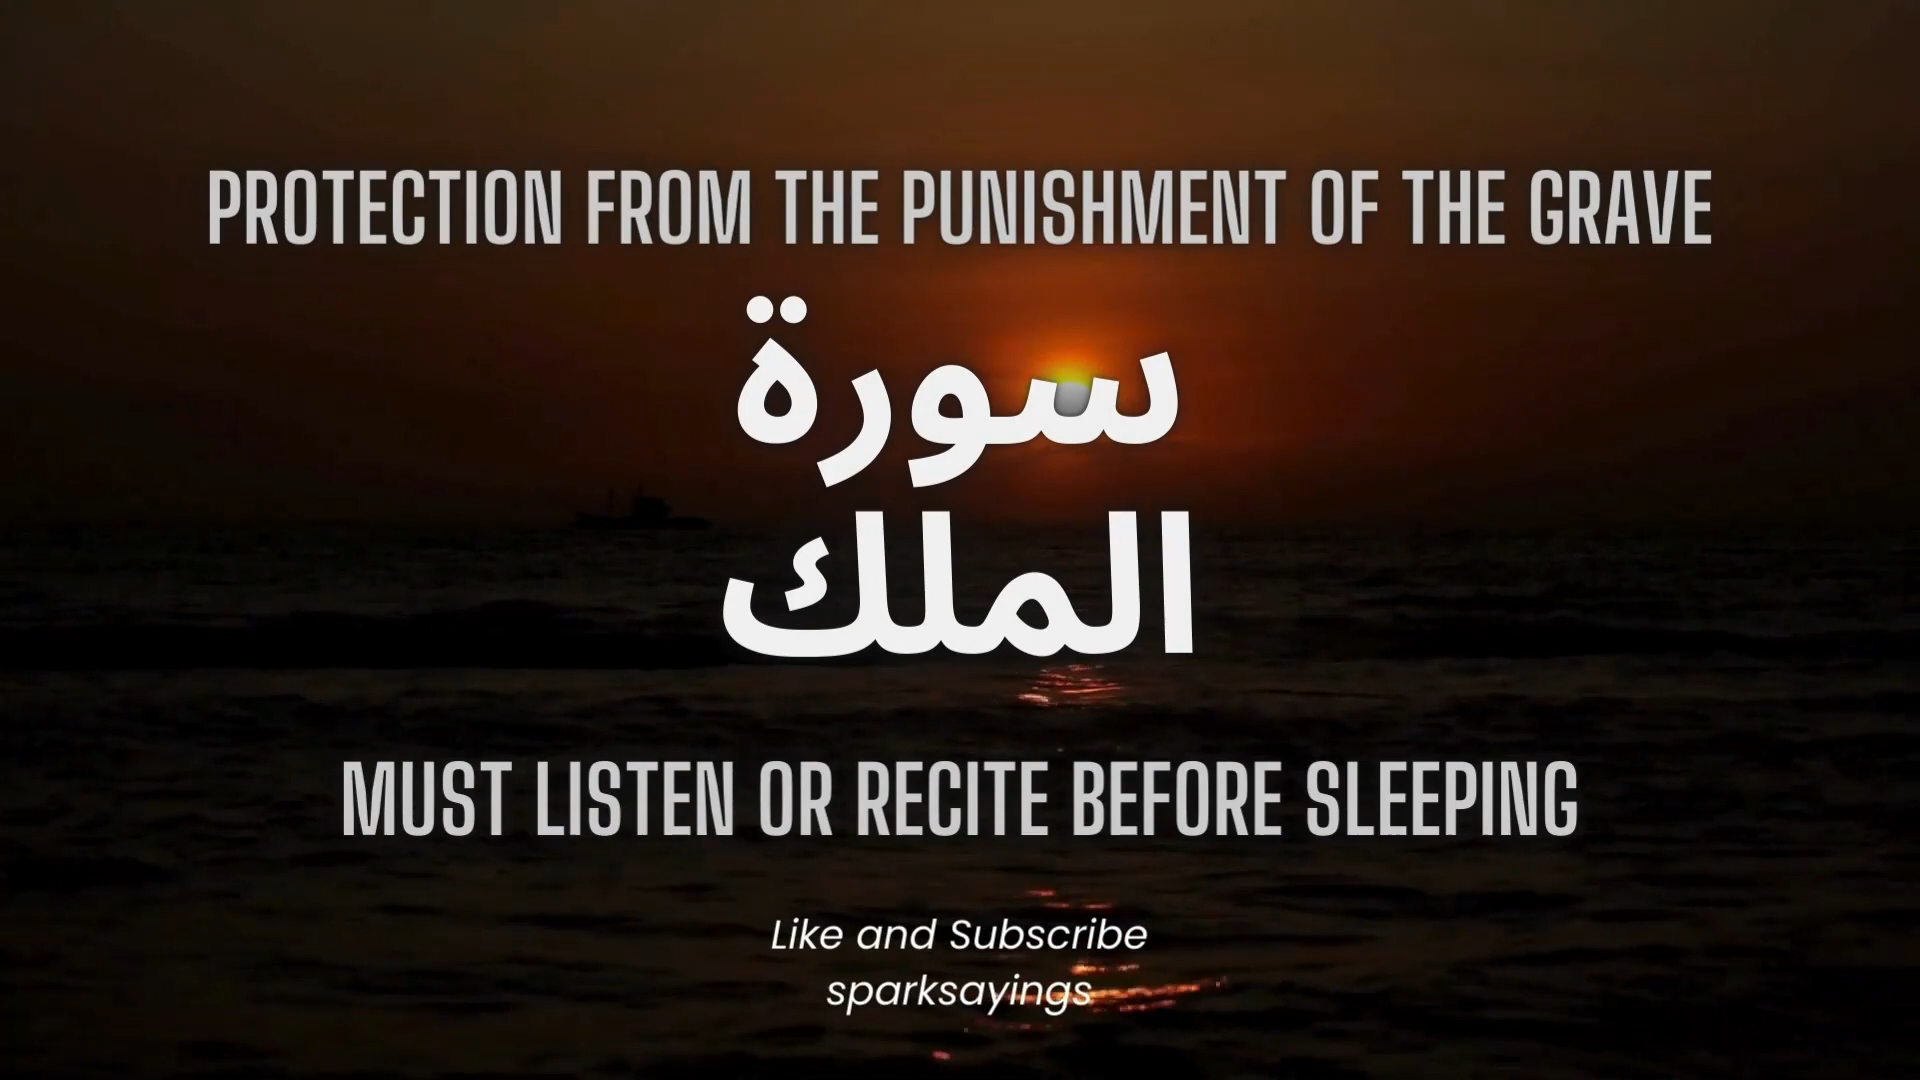 PROTECTION FROM THE PUNISHMENT OF THE GRAVE
سورة
الملك
MUST LISTEN OR RECITE BEFORE SLEEPING
Like and Subscribe
sparksayings